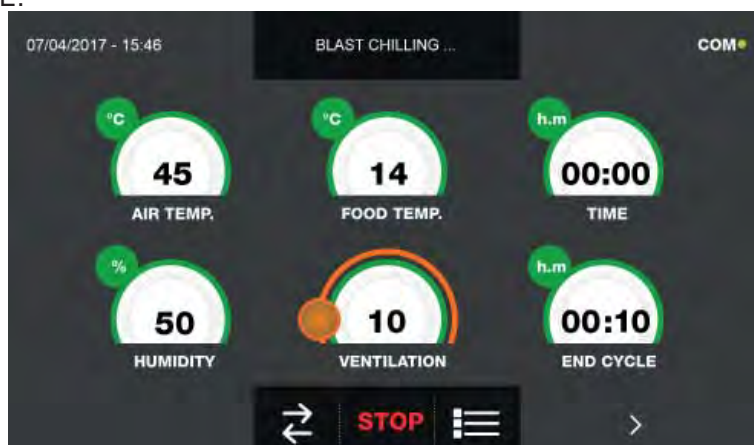 07/04/2017 - 15:46 BLAST CHILLING ... COM
°C °C h.m
45 14 00:00
AIR TEMP. FOOD TEMP. TIME
% h.m
50 10 00:10
HUMIDITY VENTILATION END CYCLE
STOP